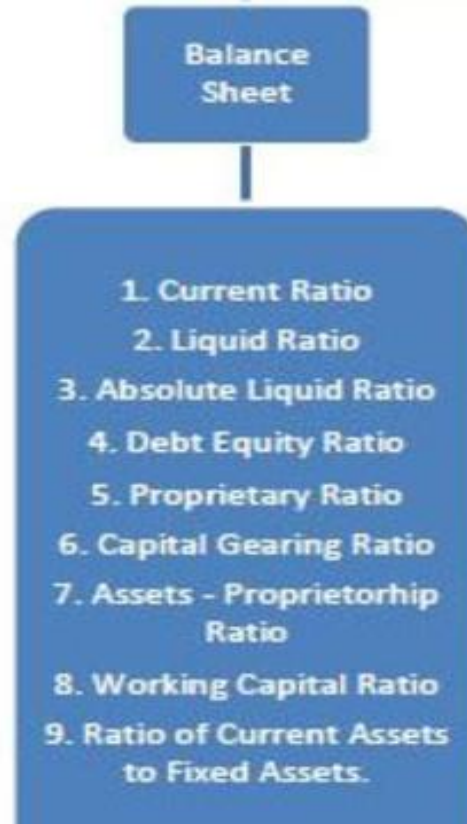 Balance
Sheet
1. Current Ratio
2. Liquid Ratio
3. Absolute Liquid Ratio
4. Debt Equity Ratio
5. Proprietary Ratio
6. Capital Gearing Ratio
7. Assets - Proprietorhip
Ratio
8. Working Capital Ratio
9. Ratio of Current Assets
to Fixed Assets.